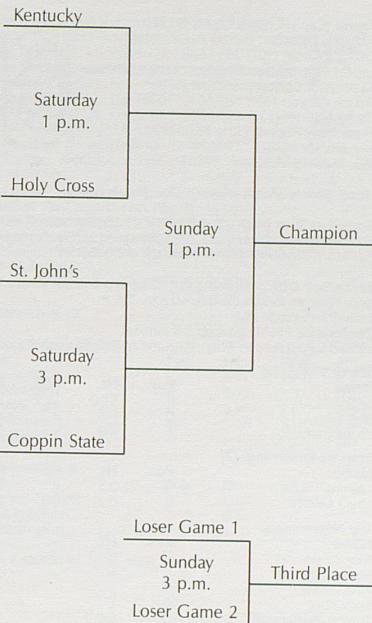 Kentucky
Saturday
1 p.m.
Holy Cross
Sunday
1 p.m.
Champion
St. John's
Saturday
3 p.m.
Coppin State
Loser Game 1
Sunday
3 p.m.
Third Place
Loser Game 2